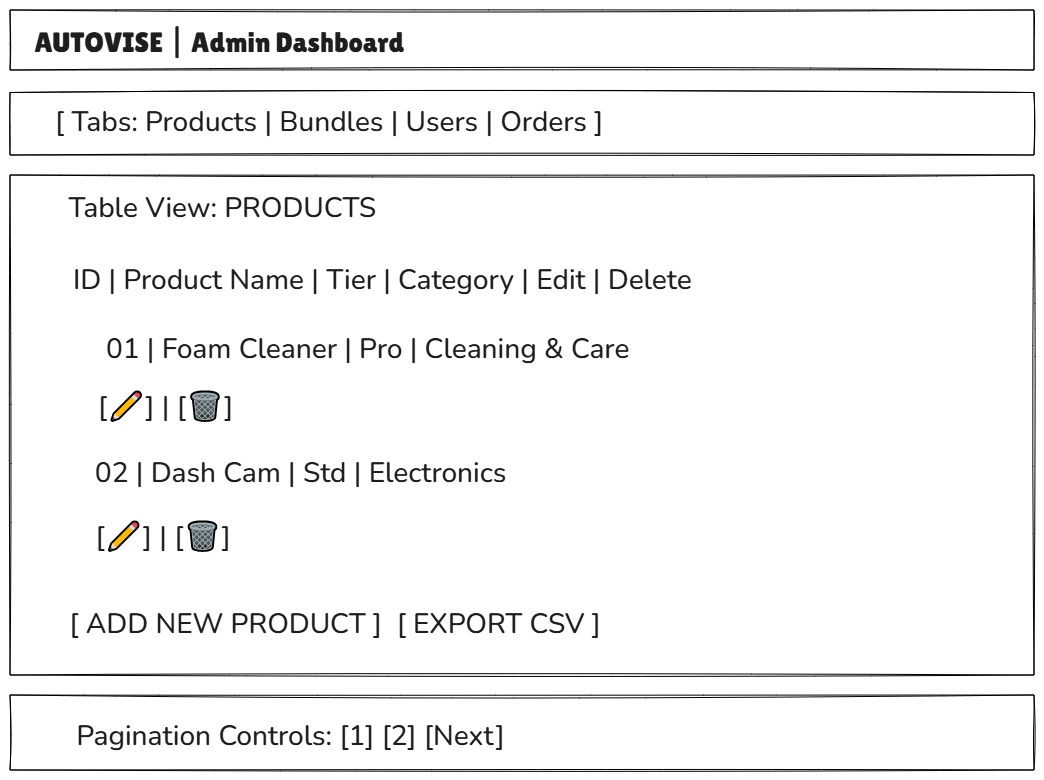 AUTOVISE | Admin Dashboard
[ Tabs: Products | Bundles | Users | Orders ]
Table View: PRODUCTS
ID | Product Name | Tier | Category | Edit | Delete
01 | Foam Cleaner | Pro | Cleaning & Care
[✏️] | [🗑️]
02 | Dash Cam | Std | Electronics
[✏️] | [🗑️]
[ ADD NEW PRODUCT ] [ EXPORT CSV ]
Pagination Controls: [1] [2] [Next]